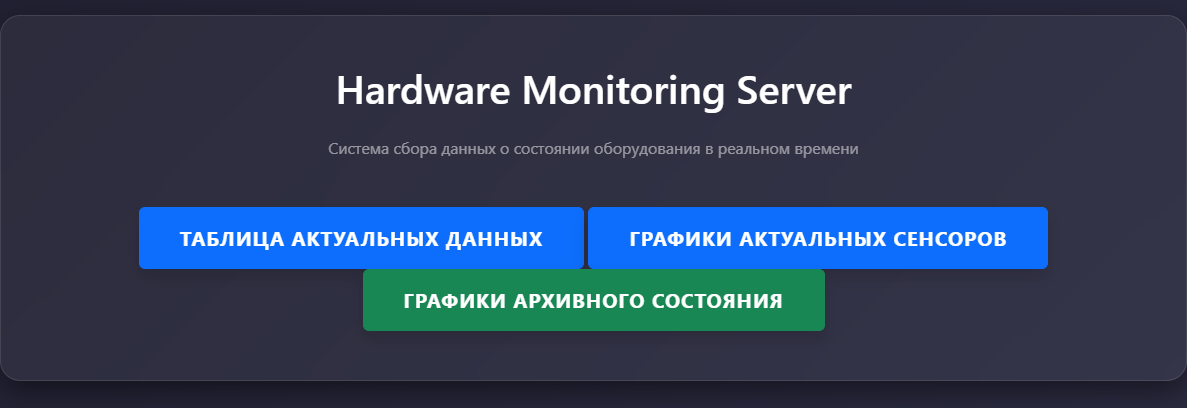 Hardware Monitoring Server
Система сбора данных о состоянии оборудования в реальном времени
ТАБЛИЦА АКТУАЛЬНЫХ ДАННЫХ
ГРАФИКИ АКТУАЛЬНЫХ СЕНСОРОВ
ГРАФИКИ АРХИВНОГО СОСТОЯНИЯ